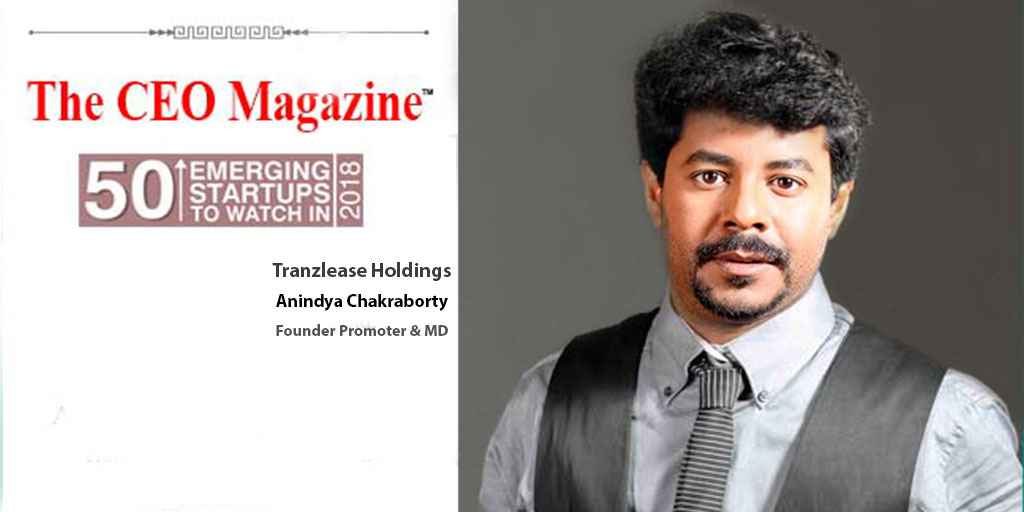 The CEO Magazine™
50 EMERGING
STARTUPS
TO WATCH IN
2018
Tranzlease Holdings
Anindya Chakraborty
Founder Promoter & MD